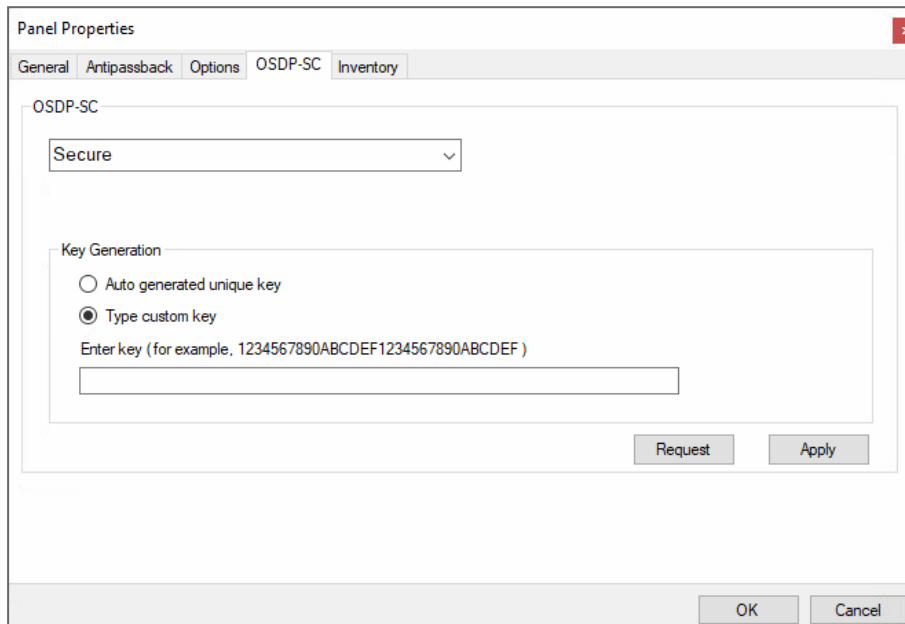 Panel Properties
General Antipassback Options OSDP-SC Inventory
OSDP-SC
Secure
Key Generation
Auto generated unique key
Type custom key
Enter key (for example, 1234567890ABCDEF1234567890ABCDEF )
Request Apply
OK Cancel